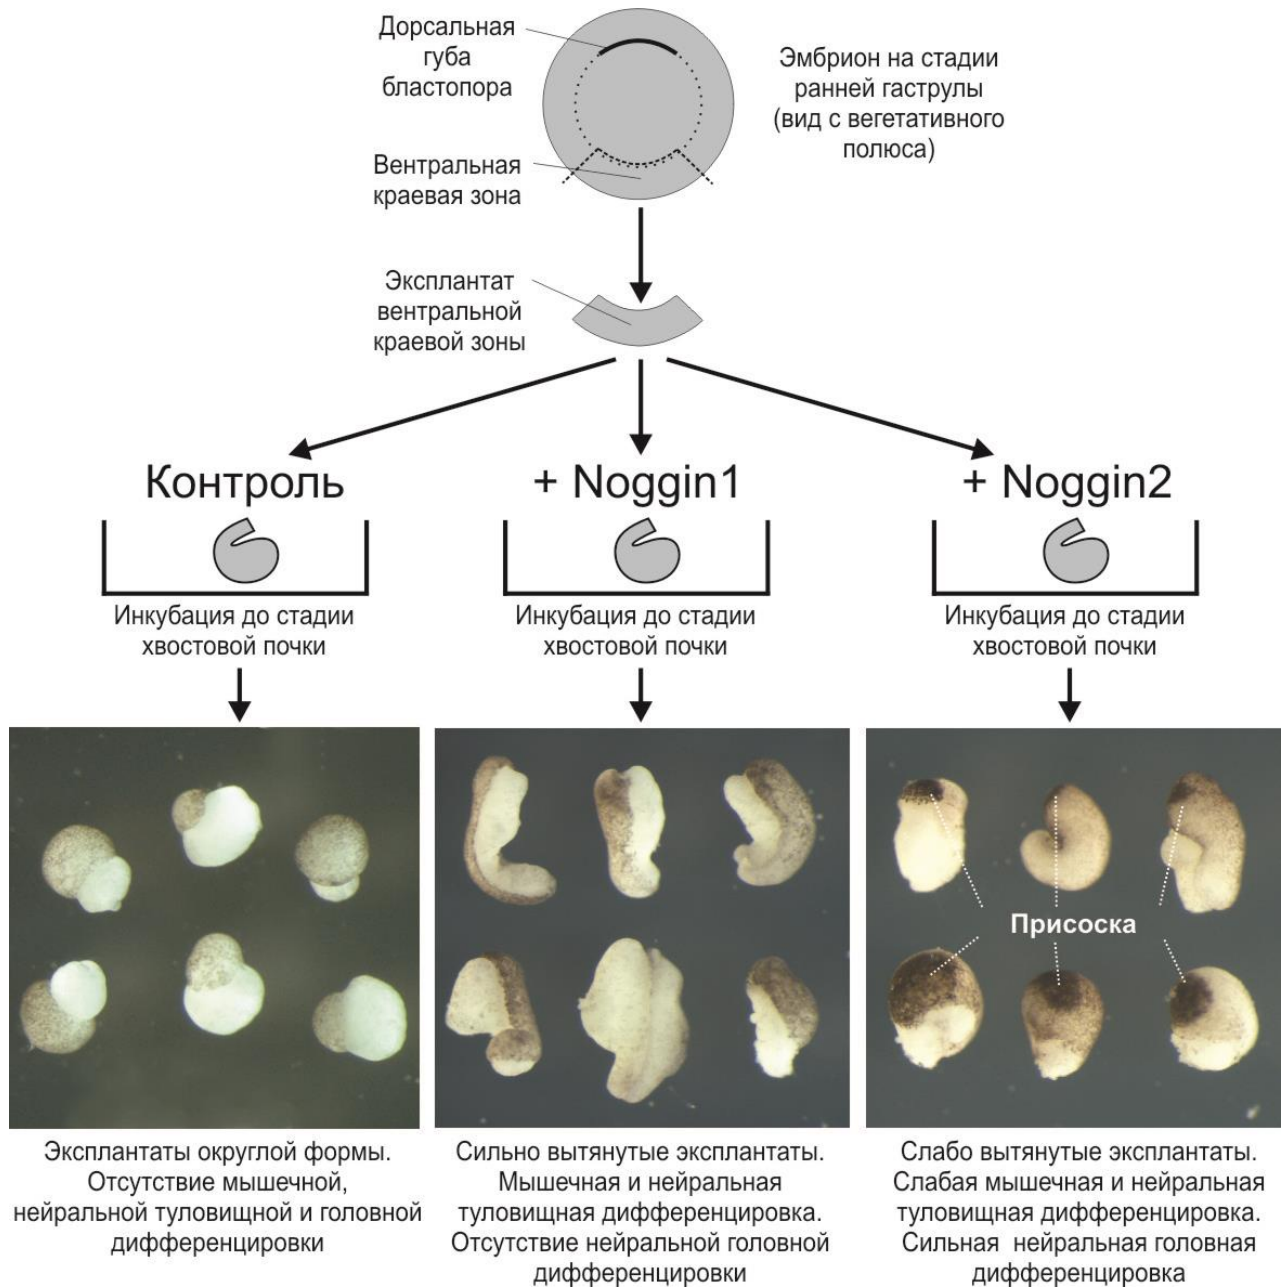 Дорсальная
губа
бластопора
Эмбрион на стадии
ранней гаструлы
(вид с вегетативного
полюса)
Вентральная
краевая зона
Эксплантат
вентральной
краевой зоны
Контроль
+ Noggin1
+ Noggin2
Инкубация до стадии
хвостовой почки
Инкубация до стадии
хвостовой почки
Инкубация до стадии
хвостовой почки
Присоска
Эксплантаты округлой формы.
Отсутствие мышечной,
нейральной туловищной и головной
дифференцировки
Сильно вытянутые эксплантаты.
Мышечная и нейральная
туловищная дифференцировка.
Отсутствие нейральной головной
дифференцировки
Слабо вытянутые эксплантаты.
Слабая мышечная и нейральная
туловищная дифференцировка.
Сильная нейральная головная
дифференцировка